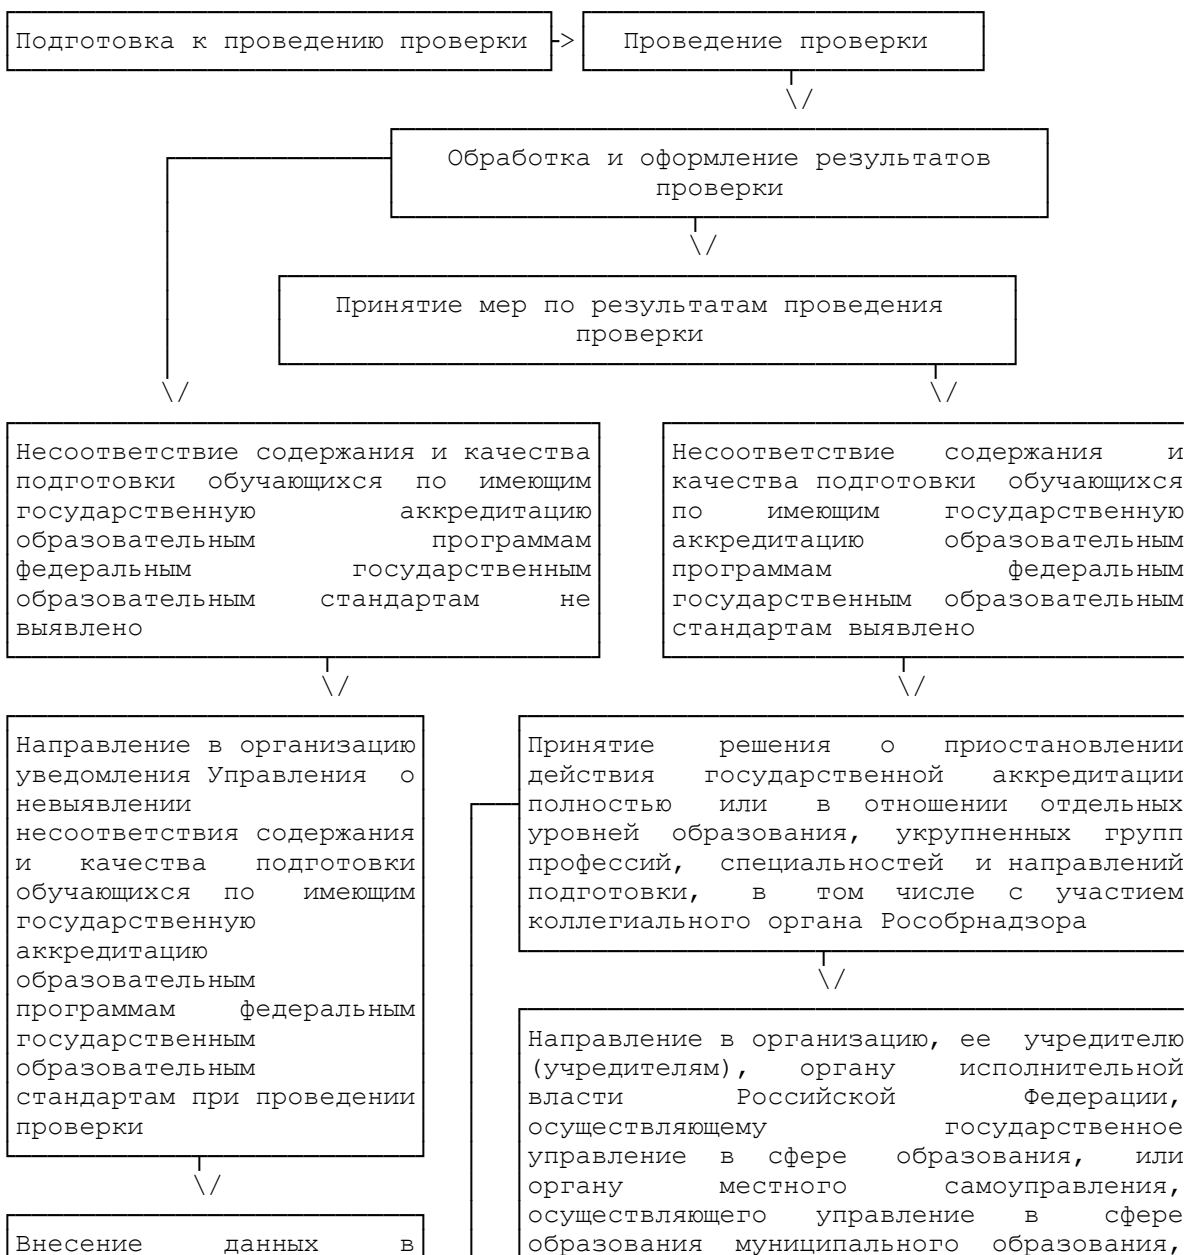 Подготовка к проведению проверки -> Проведение проверки
\/
Обработка и оформление результатов
проверки
\/
Принятие мер по результатам проведения
проверки
\/ \/
Несоответствие содержания и качества
подготовки обучающихся по имеющим
государственную аккредитацию
образовательным программам
федеральным государственным
образовательным стандартам не
выявлено
Несоответствие содержания и
качества подготовки обучающихся
по имеющим государственную
аккредитацию образовательным
программам федеральным
государственным образовательным
стандартам выявлено
\/ \/
Направление в организацию
уведомления Управления о
невыявлении
несоответствия содержания
и качества подготовки
обучающихся по имеющим
государственную
аккредитацию
образовательным
программам федеральным
государственным
образовательным
стандартам при проведении
проверки
\/
Внесение данных в
Принятие решения о приостановлении
действия государственной аккредитации
полностью или в отношении отдельных
уровней образования, укрупненных групп
профессий, специальностей и направлений
подготовки, в том числе с участием
коллегиального органа Рособрнадзора
\/
Направление в организацию, ее учредителю
(учредителям), органу исполнительной
власти Российской Федерации,
осуществляющему государственное
управление в сфере образования, или
органу местного самоуправления,
осуществляющего управление в сфере
образования муниципального образования,